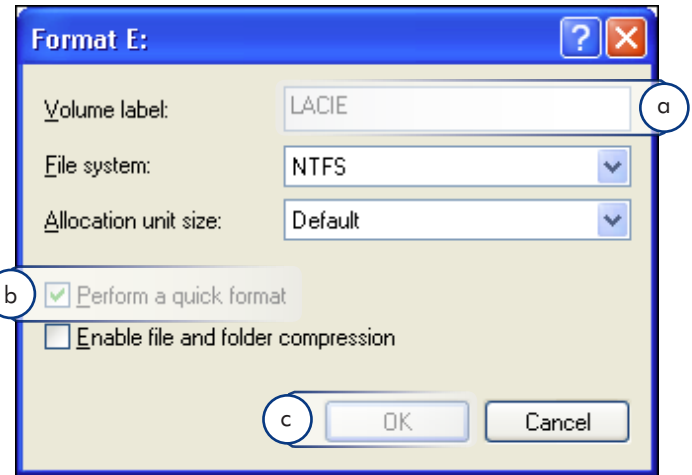 Format E:
Volume label: LACIE a
File system: NTFS
Allocation unit size: Default
b Perform a quick format
Enable file and folder compression
c OK Cancel